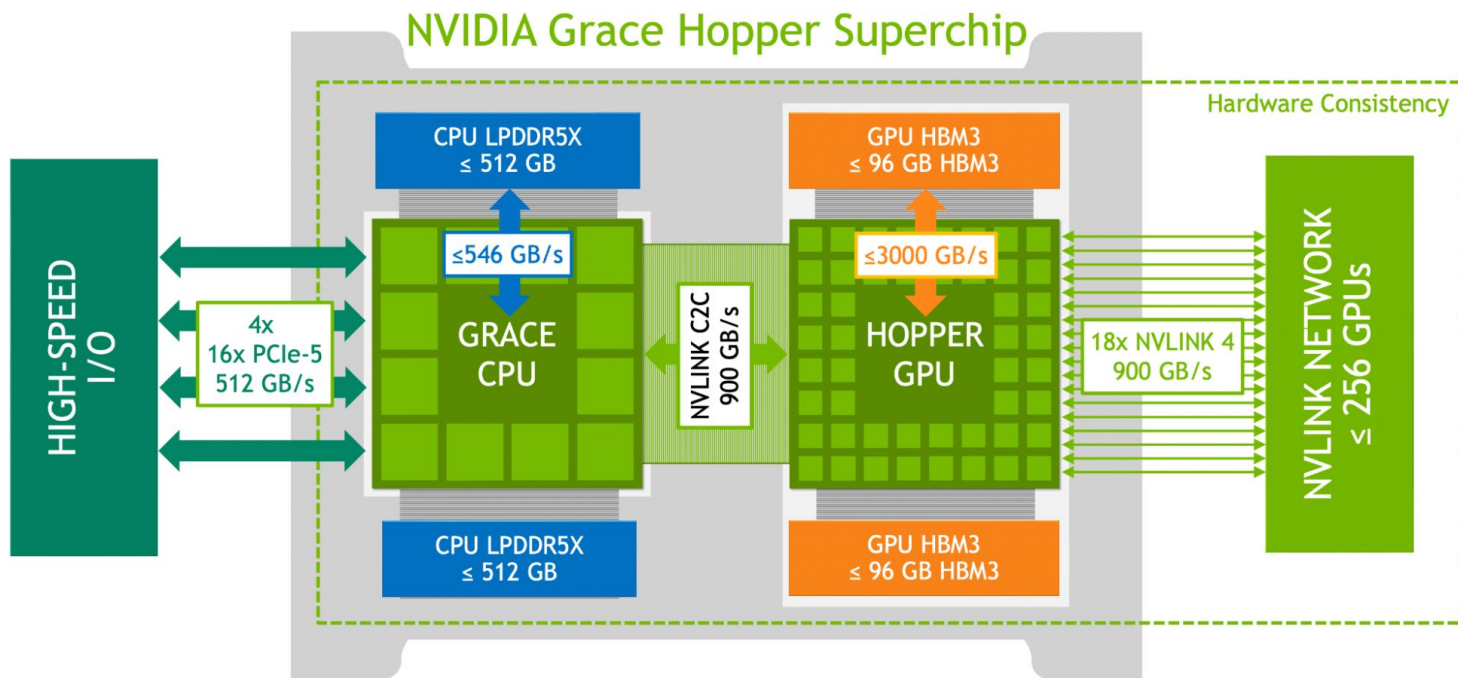 NVIDIA Grace Hopper Superchip
Hardware Consistency
HIGH-SPEED
I/O
4x
16x PCIe-5
512 GB/s
CPU LPDDR5X
≤ 512 GB
≤546 GB/s
GRACE
CPU
CPU LPDDR5X
≤ 512 GB
NVLINK C2C
900 GB/s
GPU HBM3
≤ 96 GB HBM3
≤3000 GB/s
HOPPER
GPU
GPU HBM3
≤ 96 GB HBM3
18x NVLINK 4
900 GB/s
NVLINK NETWORK
≤ 256 GPUs